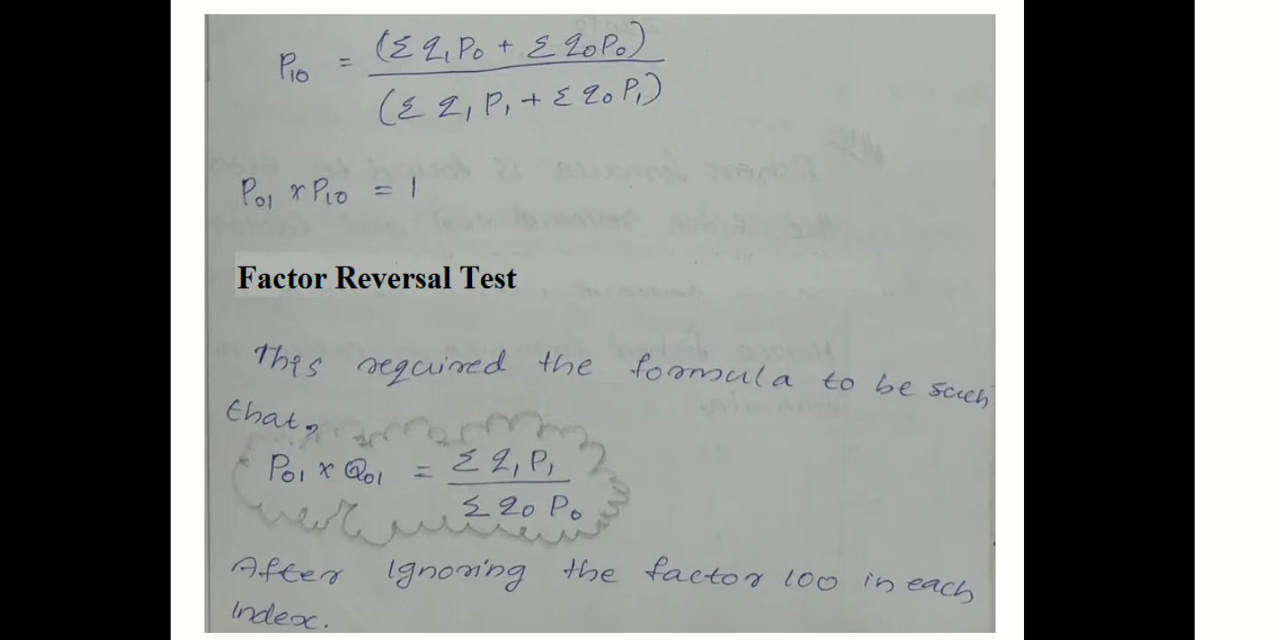 P10 = (Σ q1 P0 + Σ q0 P0)
(Σ q1 P1 + Σ q0 P1)
P01 x P10 = 1
Factor Reversal Test
This required the formula to be such
that,
P01 x Q01 = Σ q1 P1
Σ q0 P0
After Ignoring the factor 100 in each
index.